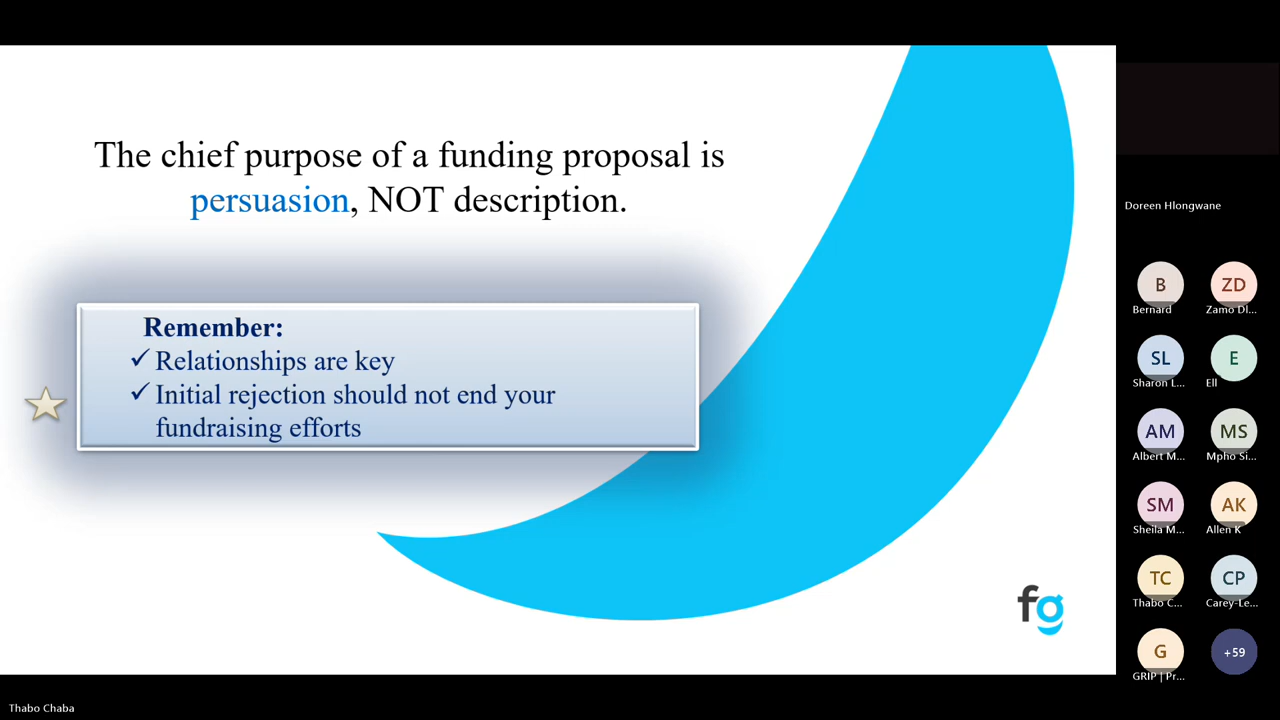 The chief purpose of a funding proposal is
persuasion, NOT description.
Remember:
✓ Relationships are key
✓ Initial rejection should not end your
fundraising efforts
fg
Doreen Hlongwane
B
ZD
Bernard
Zamo Dl...
SL
E
Sharon L...
Ell
AM
MS
Albert M...
Mpho Si...
SM
AK
Sheila M...
Allen K
TC
CP
Thabo C...
Carey-Le...
G
+59
GRIP | Pr...
Thabo Chaba